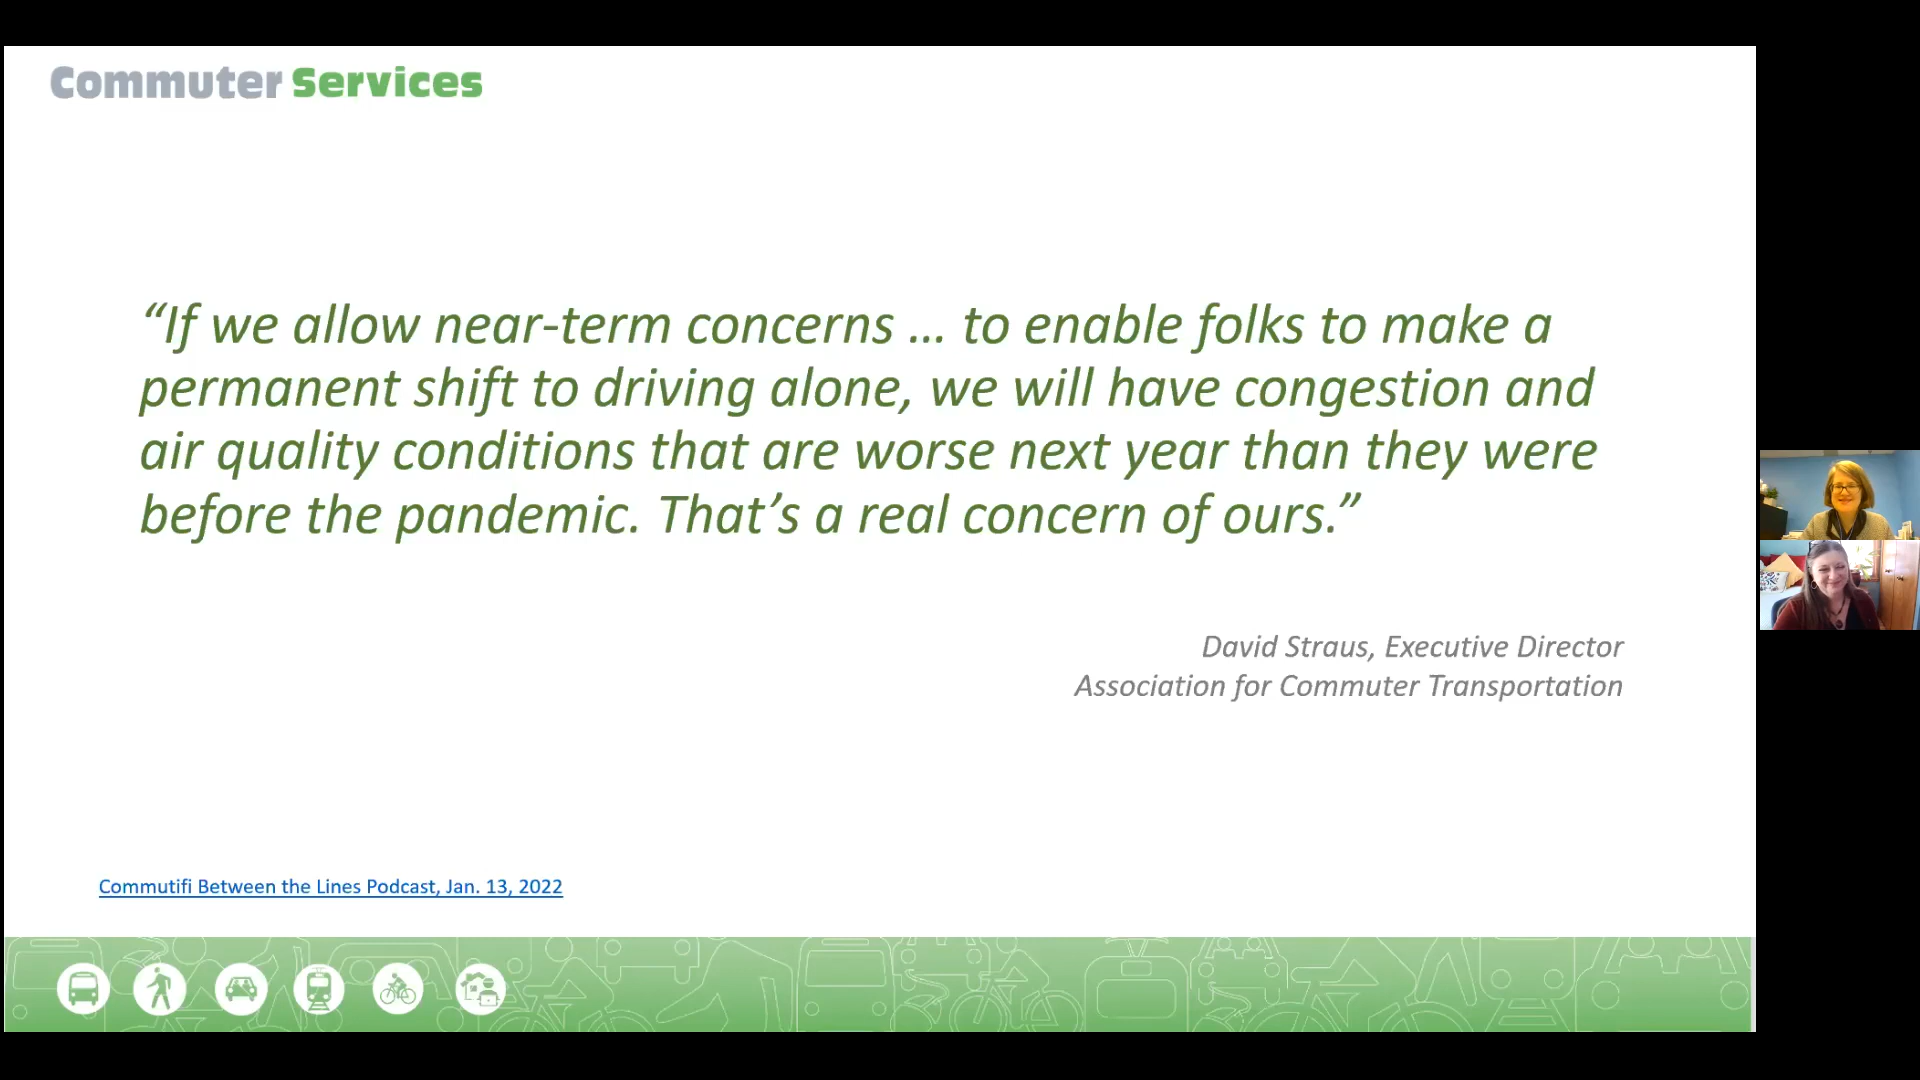 Commuter Services
“If we allow near-term concerns ... to enable folks to make a
permanent shift to driving alone, we will have congestion and
air quality conditions that are worse next year than they were
before the pandemic. That’s a real concern of ours.”
David Straus, Executive Director
Association for Commuter Transportation
Commutifi Between the Lines Podcast, Jan. 13, 2022